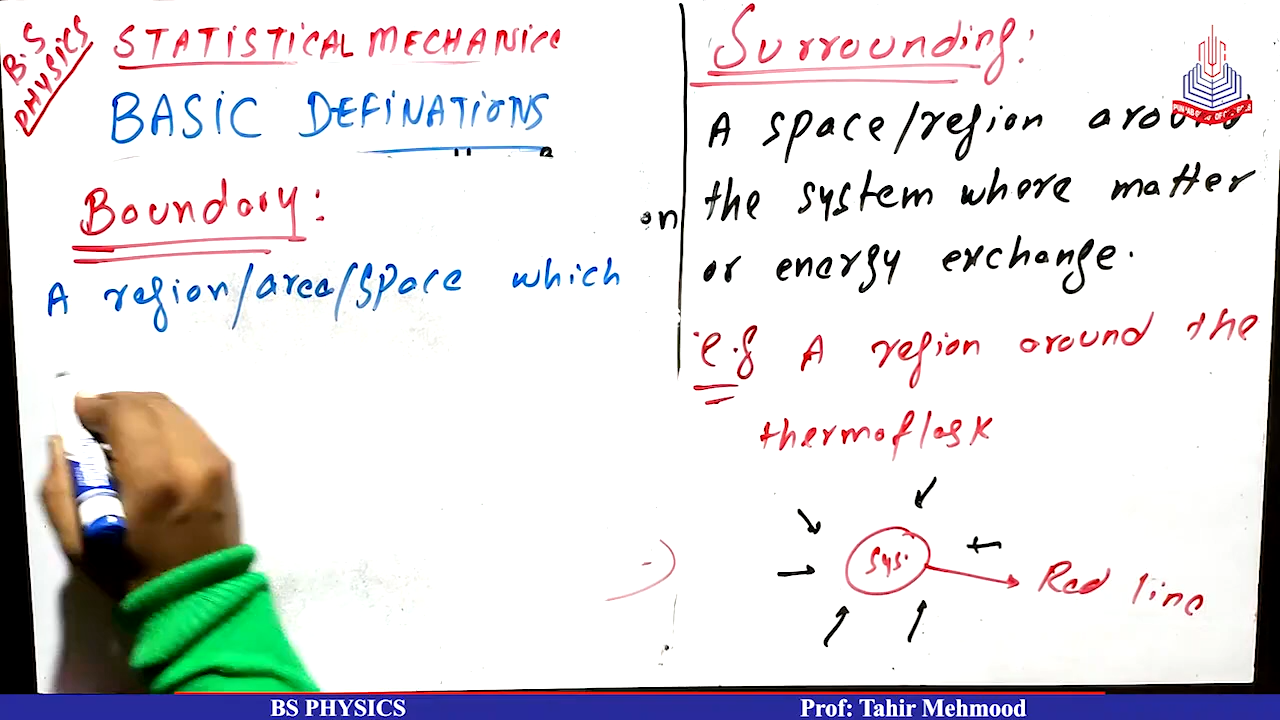 B.S
PHYSICS
STATISTICAL MECHANICS
BASIC DEFINATIONS
Boundary:
A region/area/space which
on
Surrounding:
A space/region around
the system where matter
or energy exchange.
e.g A region around the
thermoflask
sys.
Red line
BS PHYSICS
Prof: Tahir Mehmood